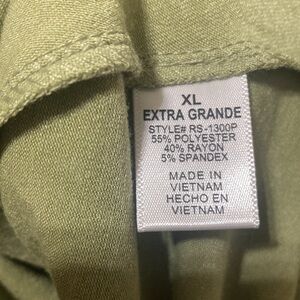 XL
EXTRA GRANDE
STYLE# RS-1300P
55% POLYESTER
40% RAYON
5% SPANDEX
MADE IN
VIETNAM
HECHO EN
VIETNAM